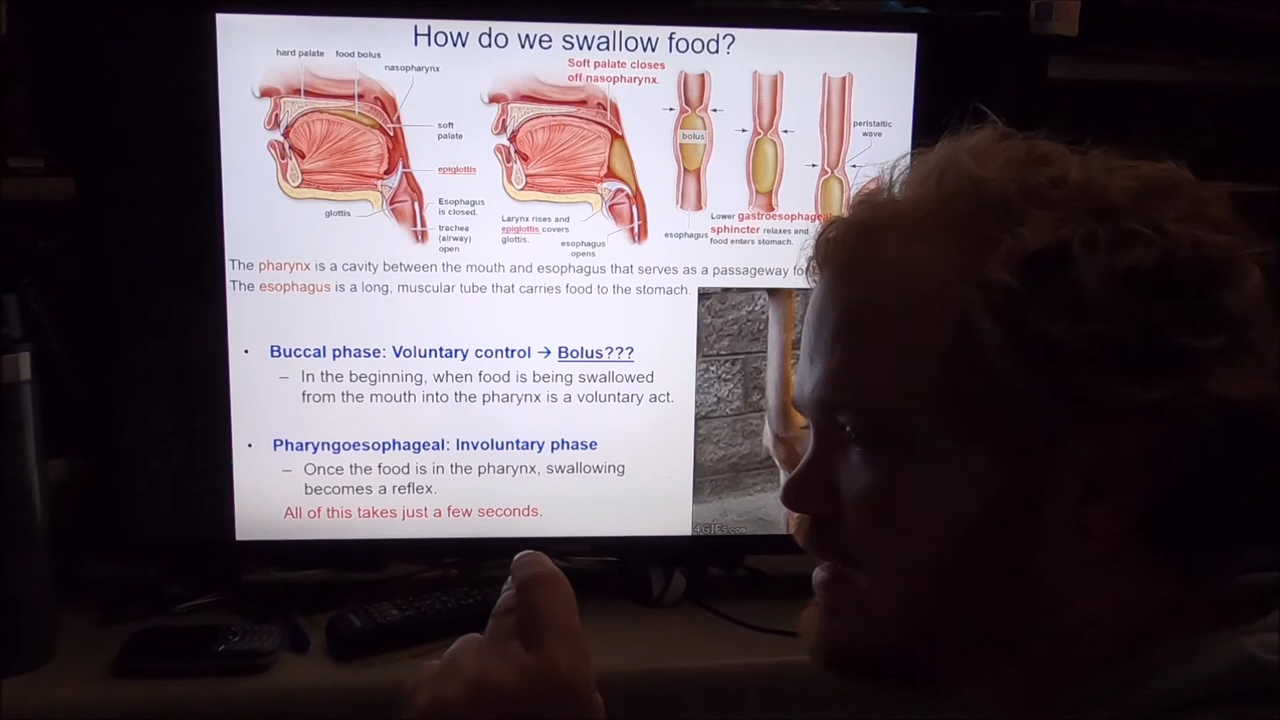 How do we swallow food?
hard palate
food bolus
nasopharynx
soft
palate
epiglottis
Esophagus
is closed.
trachea
(airway)
open
glottis
Soft palate closes
off nasopharynx.
Larynx rises and
epiglottis covers
glottis.
esophagus
opens
bolus
peristaltic
wave
esophagus
Lower gastroesophageal
sphincter relaxes and
food enters stomach.
The pharynx is a cavity between the mouth and esophagus that serves as a passageway
The esophagus is a long, muscular tube that carries food to the stomach.
• Buccal phase: Voluntary control → Bolus???
– In the beginning, when food is being swallowed
from the mouth into the pharynx is a voluntary act.
• Pharyngoesophageal: Involuntary phase
– Once the food is in the pharynx, swallowing
becomes a reflex.
All of this takes just a few seconds.
4GIFs.com